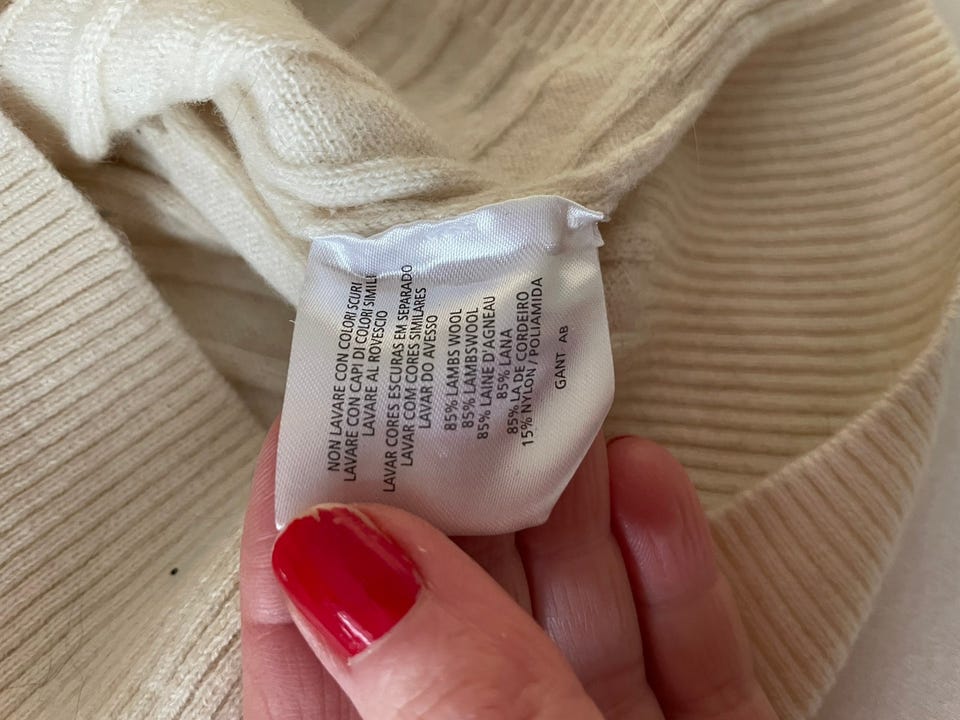 NON LAVARE CON COLORI SCURI
LAVARE CON CAPI DI COLORI SIMILI
LAVARE AL ROVESCIO
LAVAR CORES ESCURAS EM SEPARADO
LAVAR COM CORES SIMILARES
LAVAR DO AVESSO
85% LAMBS WOOL
85% LAMBSWOOL
85% LAINE D'AGNEAU
85% LANA
85% LA DE CORDEIRO
15% NYLON / POLIAMIDA
GANT AB